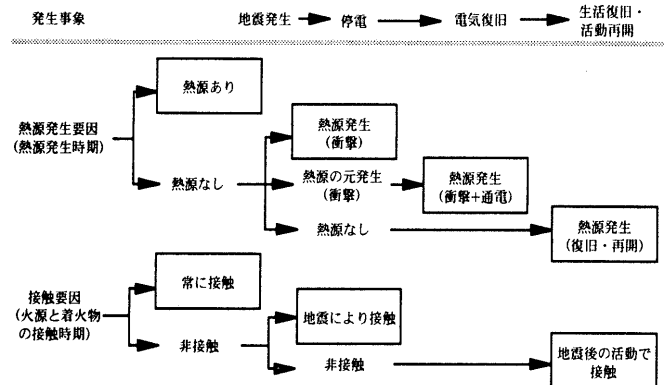 発生事象
地震発生
停電
電気復旧
生活復旧・
活動再開
熱源発生要因
(熱源発生時期)
熱源あり
熱源なし
熱源発生
(衝撃)
熱源の元発生
(衝撃)
熱源発生
(衝撃+通電)
熱源なし
熱源発生
(復旧・再開)
接触要因
(火源と着火物
の接触時期)
常に接触
非接触
地震により接触
非接触
地震後の活動で
接触